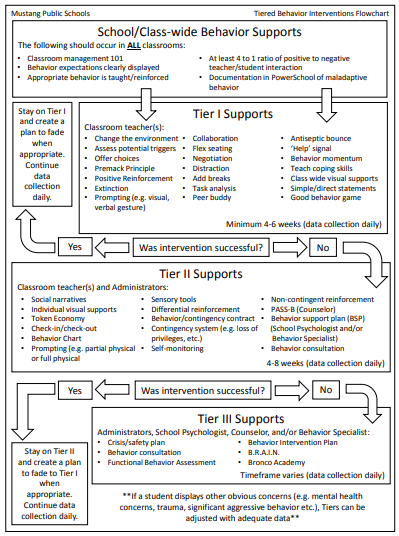 Mustang Public Schools
Tiered Behavior Interventions Flowchart
School/Class-wide Behavior Supports
The following should occur in ALL classrooms:
• Classroom management 101
• Behavior expectations clearly displayed
• Appropriate behavior is taught/reinforced
• At least 4 to 1 ratio of positive to negative
teacher/student interaction
• Documentation in PowerSchool of maladaptive
behavior
Stay on Tier I
and create a
plan to fade
when
appropriate.
Continue
data
collection
daily.
Tier I Supports
Classroom teacher(s):
• Change the environment
• Assess potential triggers
• Offer choices
• Premack Principle
• Positive Reinforcement
• Extinction
• Prompting (e.g. visual,
verbal gesture)
• Collaboration
• Flex seating
• Negotiation
• Distraction
• Add breaks
• Task analysis
• Peer buddy
• Antiseptic bounce
• 'Help' signal
• Behavior momentum
• Teach coping skills
• Class wide visual supports
• Simple/direct statements
• Good behavior game
Minimum 4-6 weeks (data collection daily)
Yes
Was intervention successful?
No
Tier II Supports
Classroom teacher(s) and Administrators:
• Social narratives
• Individual visual supports
• Token Economy
• Check-in/check-out
• Behavior Chart
• Prompting (e.g. partial physical
or full physical
• Sensory tools
• Differential reinforcement
• Behavior/contingency contract
• Contingency system (e.g. loss of
privileges, etc.)
• Self-monitoring
• Non-contingent reinforcement
• PASS-B (Counselor)
• Behavior support plan (BSP)
(School Psychologist and/or
Behavior Specialist)
• Behavior consultation
4-8 weeks (data collection daily)
Yes
Was intervention successful?
No
Stay on Tier II
and create a plan
to fade to Tier I
when
appropriate.
Continue data
collection daily.
Tier III Supports
Administrators, School Psychologist, Counselor, and/or Behavior Specialist:
• Crisis/safety plan
• Behavior consultation
• Functional Behavior Assessment
• Behavior Intervention Plan
• B.R.A.I.N.
• Bronco Academy
Timeframe varies (data collection daily)
**If a student displays other obvious concerns (e.g. mental health
concerns, trauma, significant aggressive behavior etc.), Tiers can be
adjusted with adequate data**